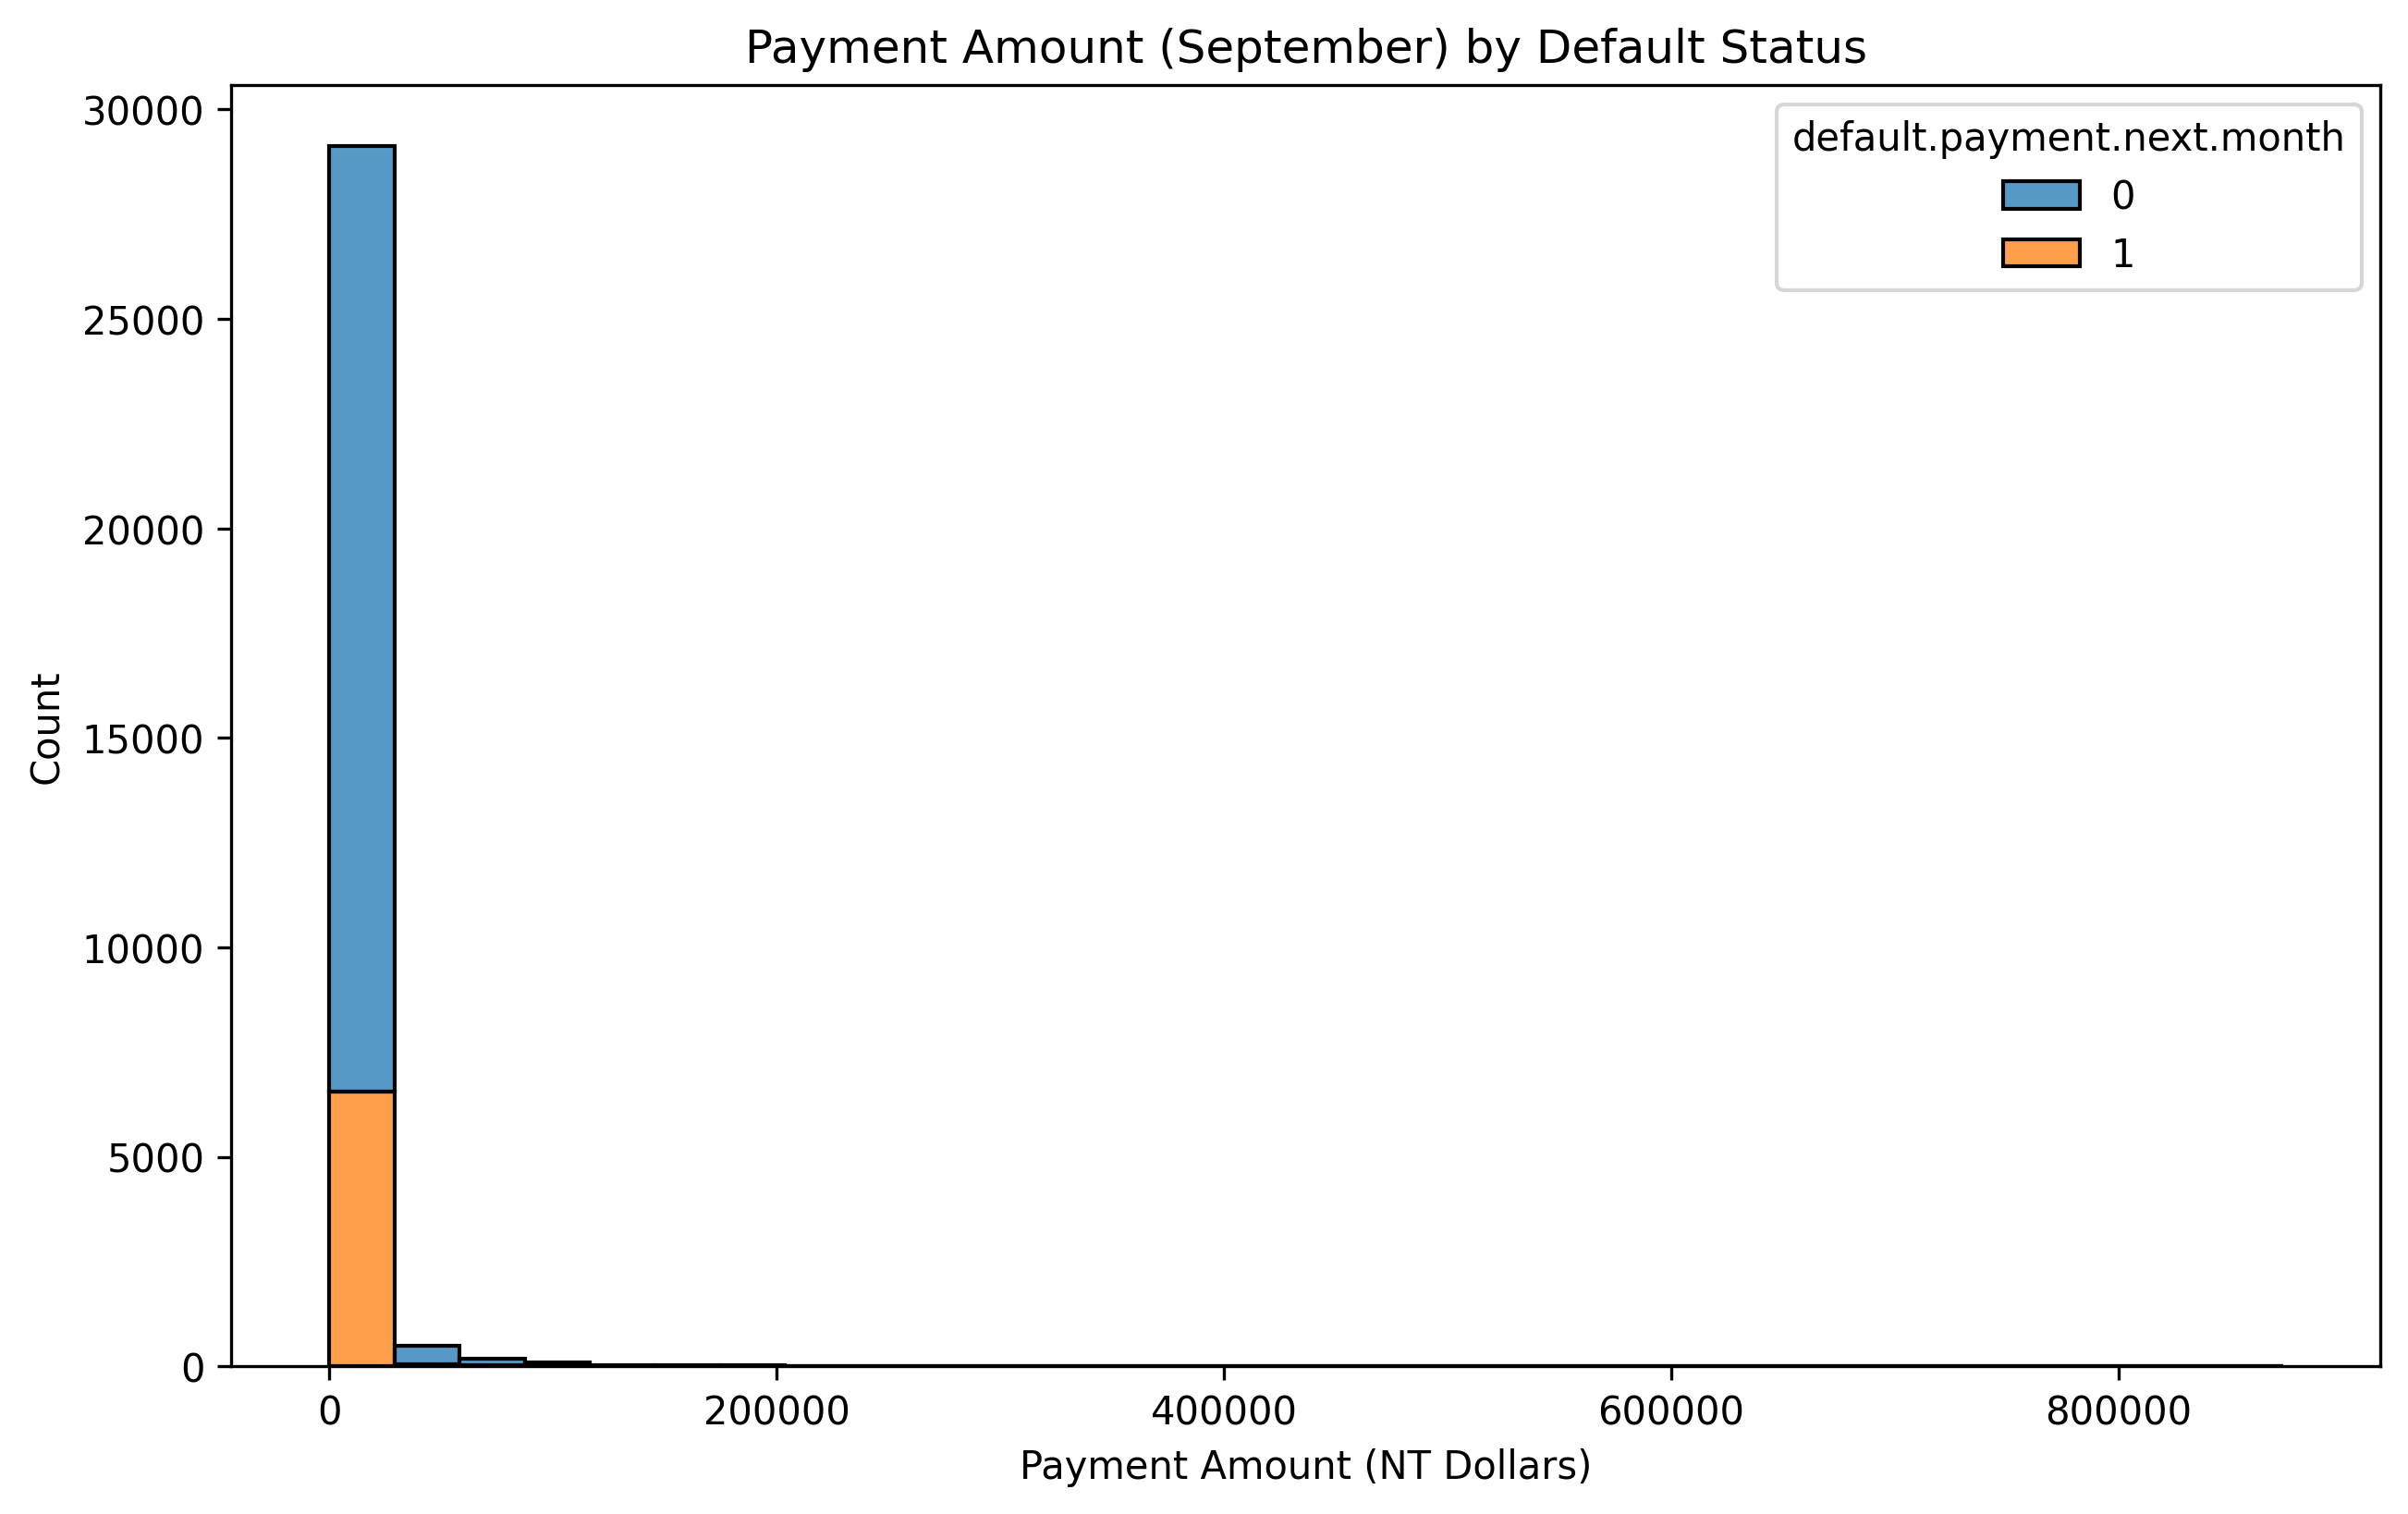 Payment Amount (September) by Default Status
default.payment.next.month
0
1
30000
25000
20000
15000
10000
5000
0
Count
0 200000 400000 600000 800000
Payment Amount (NT Dollars)